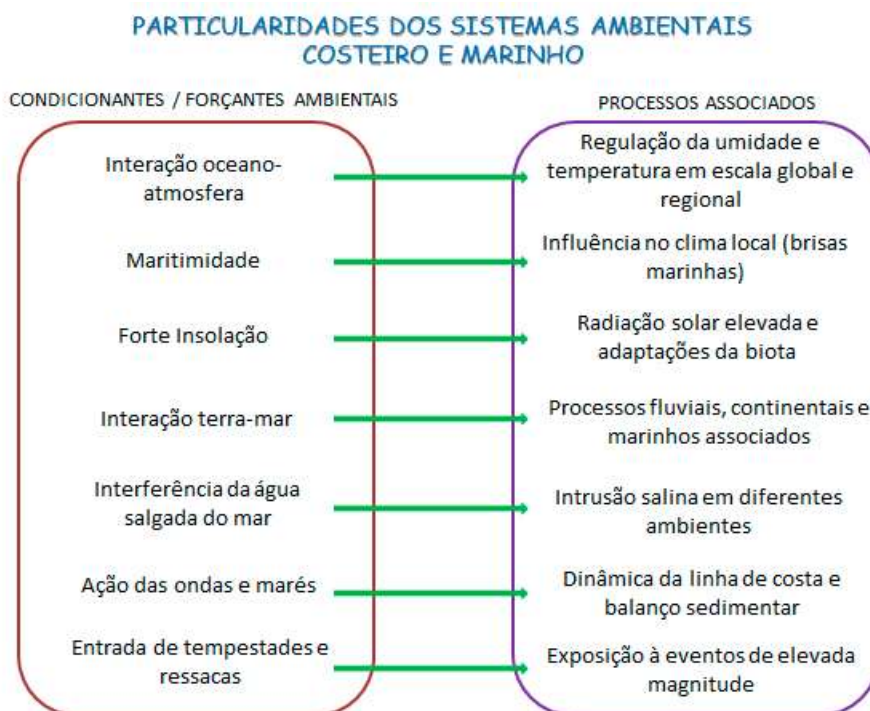 PARTICULARIDADES DOS SISTEMAS AMBIENTAIS
COSTEIRO E MARINHO
CONDICIONANTES / FORÇANTES AMBIENTAIS
PROCESSOS ASSOCIADOS
Interação oceano-
atmosfera
Regulação da umidade e
temperatura em escala global e
regional
Maritimidade
Influência no clima local (brisas
marinhas)
Forte Insolação
Radiação solar elevada e
adaptações da biota
Interação terra-mar
Processos fluviais, continentais e
marinhos associados
Interferência da água
salgada do mar
Intrusão salina em diferentes
ambientes
Ação das ondas e marés
Dinâmica da linha de costa e
balanço sedimentar
Entrada de tempestades e
ressacas
Exposição à eventos de elevada
magnitude